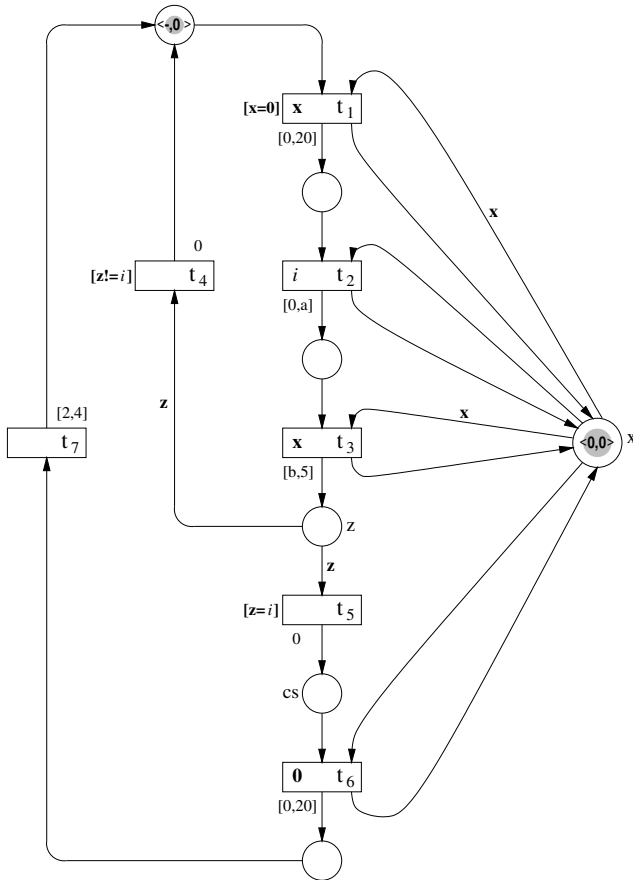 <-,0>
[x=0] x t1
[0,20]
x
0
[z!=i] t4
i t2
[0,a]
z
x
[2,4]
t7
x t3
[b,5]
<0,0> x
z
z
[z=i] t5
0
cs
0 t6
[0,20]